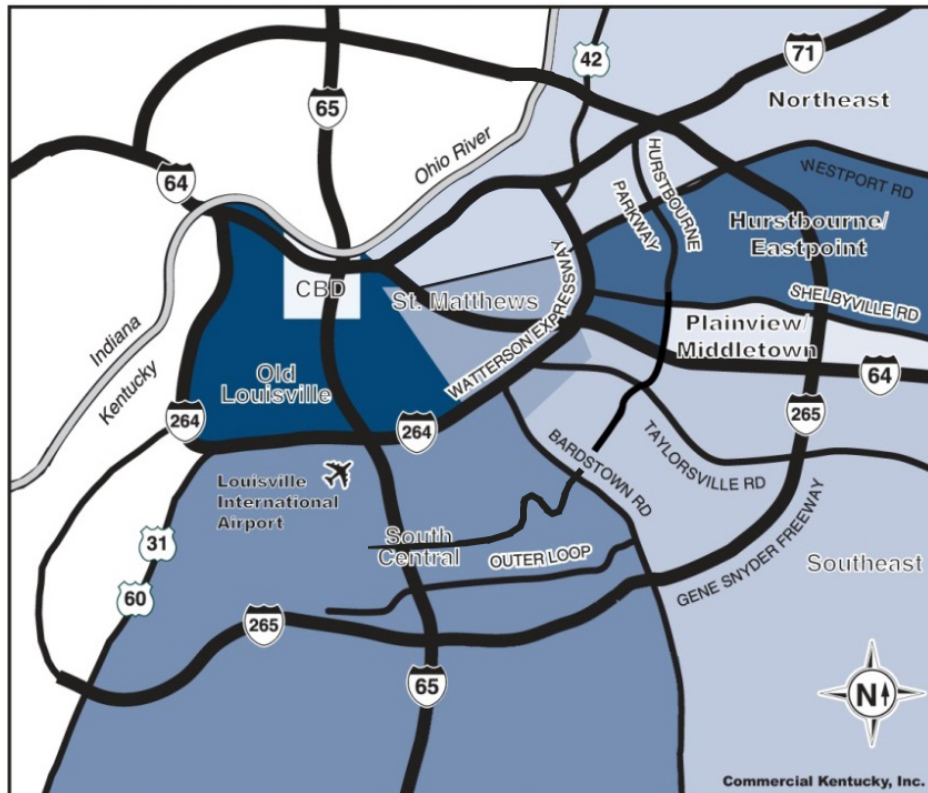 42
71
65
Northeast
Ohio River
64
HURSTBOURNE
PARKWAY
WESTPORT RD
Hurstbourne/
Eastpoint
WATTERSON EXPRESSWAY
CBD
St. Matthews
SHELBYVILLE RD
Indiana
Kentucky
Plainview/
Middletown
64
Old
Louisville
264
264
265
BARDSTOWN RD
TAYLORSVILLE RD
Louisville
International
Airport
31
South
Central
OUTER LOOP
GENE SNYDER FREEWAY
Southeast
60
265
65
N
Commercial Kentucky, Inc.